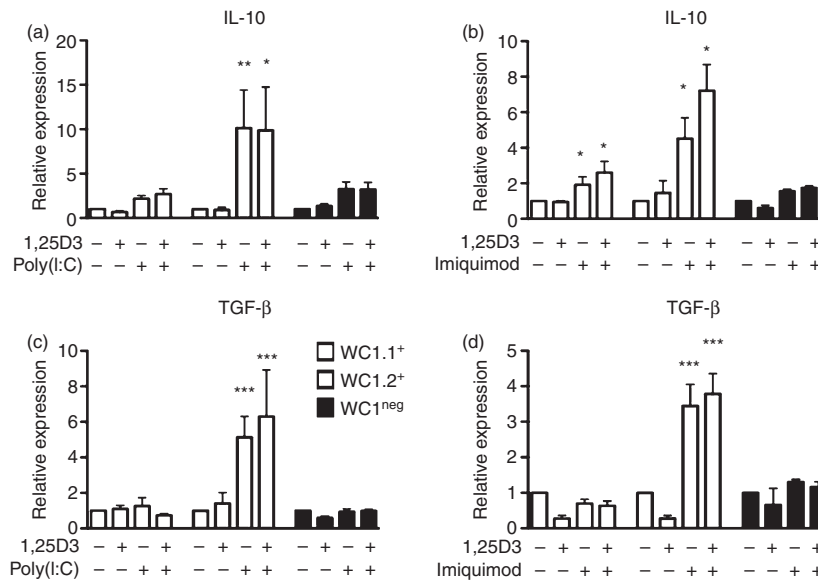 (a)
IL-10
Relative expression
20
15
10
5
0
** *
1,25D3 – + – + – + – + – + – +
Poly(I:C) – – + + – – + + – – + +
(b)
IL-10
Relative expression
10
8
6
4
2
0
* * * *
1,25D3 – + – + – + – + – + – +
Imiquimod – – + + – – + + – – + +
(c)
TGF-β
Relative expression
10
8
6
4
2
0
*** ***
WC1.1⁺
WC1.2⁺
WC1ⁿᵉᵍ
1,25D3 – + – + – + – + – + – +
Poly(I:C) – – + + – – + + – – + +
(d)
TGF-β
Relative expression
5
4
3
2
1
0
*** ***
1,25D3 – + – + – + – + – + – +
Imiquimod – – + + – – + + – – + +